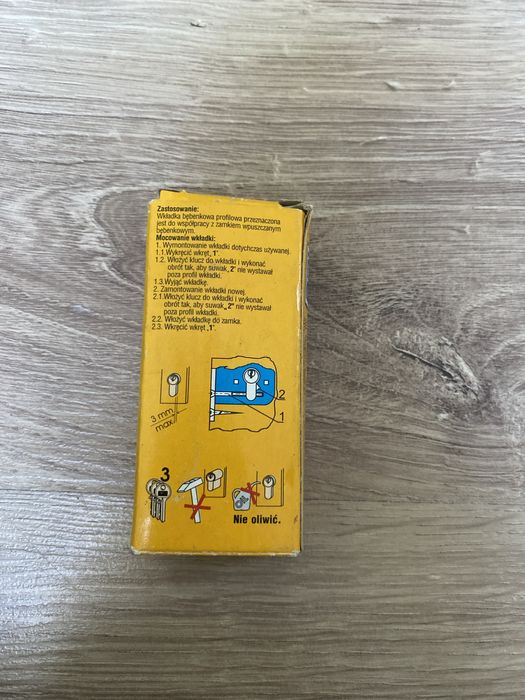 Zastosowanie:
Wkładka bębenkowa profilowa przeznaczona
jest do współpracy z zamkiem wpuszczanym
bębenkowym.
Mocowanie wkładki:
1. Wymontowanie wkładki dotychczas używanej.
1.1.Wykręcić wkręt „1".
1.2. Włożyć klucz do wkładki i wykonać
obrót tak, aby suwak „2" nie wystawał
poza profil wkładki.
1.3.Wyjąć wkładkę.
2. Zamontowanie wkładki nowej.
2.1.Włożyć klucz do wkładki i wykonać
obrót tak, aby suwak „2" nie wystawał
poza profil wkładki.
2.2. Włożyć wkładkę do zamka.
2.3. Wkręcić wkręt „1".
3 mm
max
2
1
3
OIL
Nie oliwić.